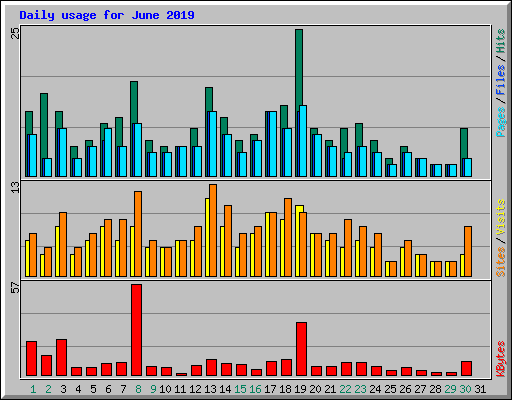 Daily usage for June 2019
25
Pages / Files / Hits
13
Sites / Visits
57
KBytes
1 2 3 4 5 6 7 8 9 10 11 12 13 14 15 16 17 18 19 20 21 22 23 24 25 26 27 28 29 30 31